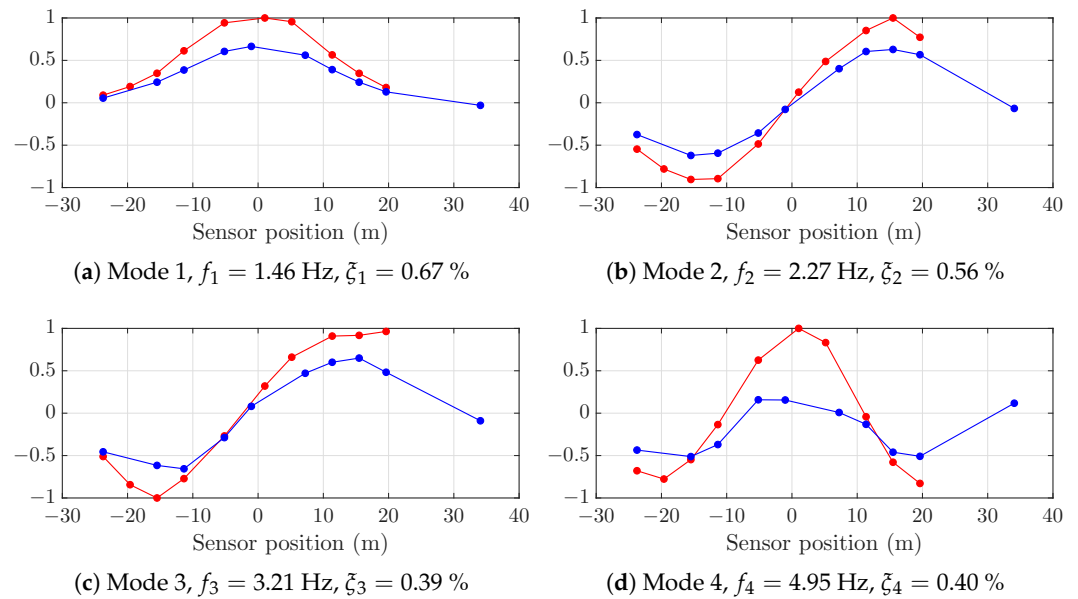 1
0.5
0
−0.5
−1
−30 −20 −10 0 10 20 30 40
Sensor position (m)
(a) Mode 1, f₁ = 1.46 Hz, ξ₁ = 0.67 %
1
0.5
0
−0.5
−1
−30 −20 −10 0 10 20 30 40
Sensor position (m)
(b) Mode 2, f₂ = 2.27 Hz, ξ₂ = 0.56 %
1
0.5
0
−0.5
−1
−30 −20 −10 0 10 20 30 40
Sensor position (m)
(c) Mode 3, f₃ = 3.21 Hz, ξ₃ = 0.39 %
1
0.5
0
−0.5
−1
−30 −20 −10 0 10 20 30 40
Sensor position (m)
(d) Mode 4, f₄ = 4.95 Hz, ξ₄ = 0.40 %